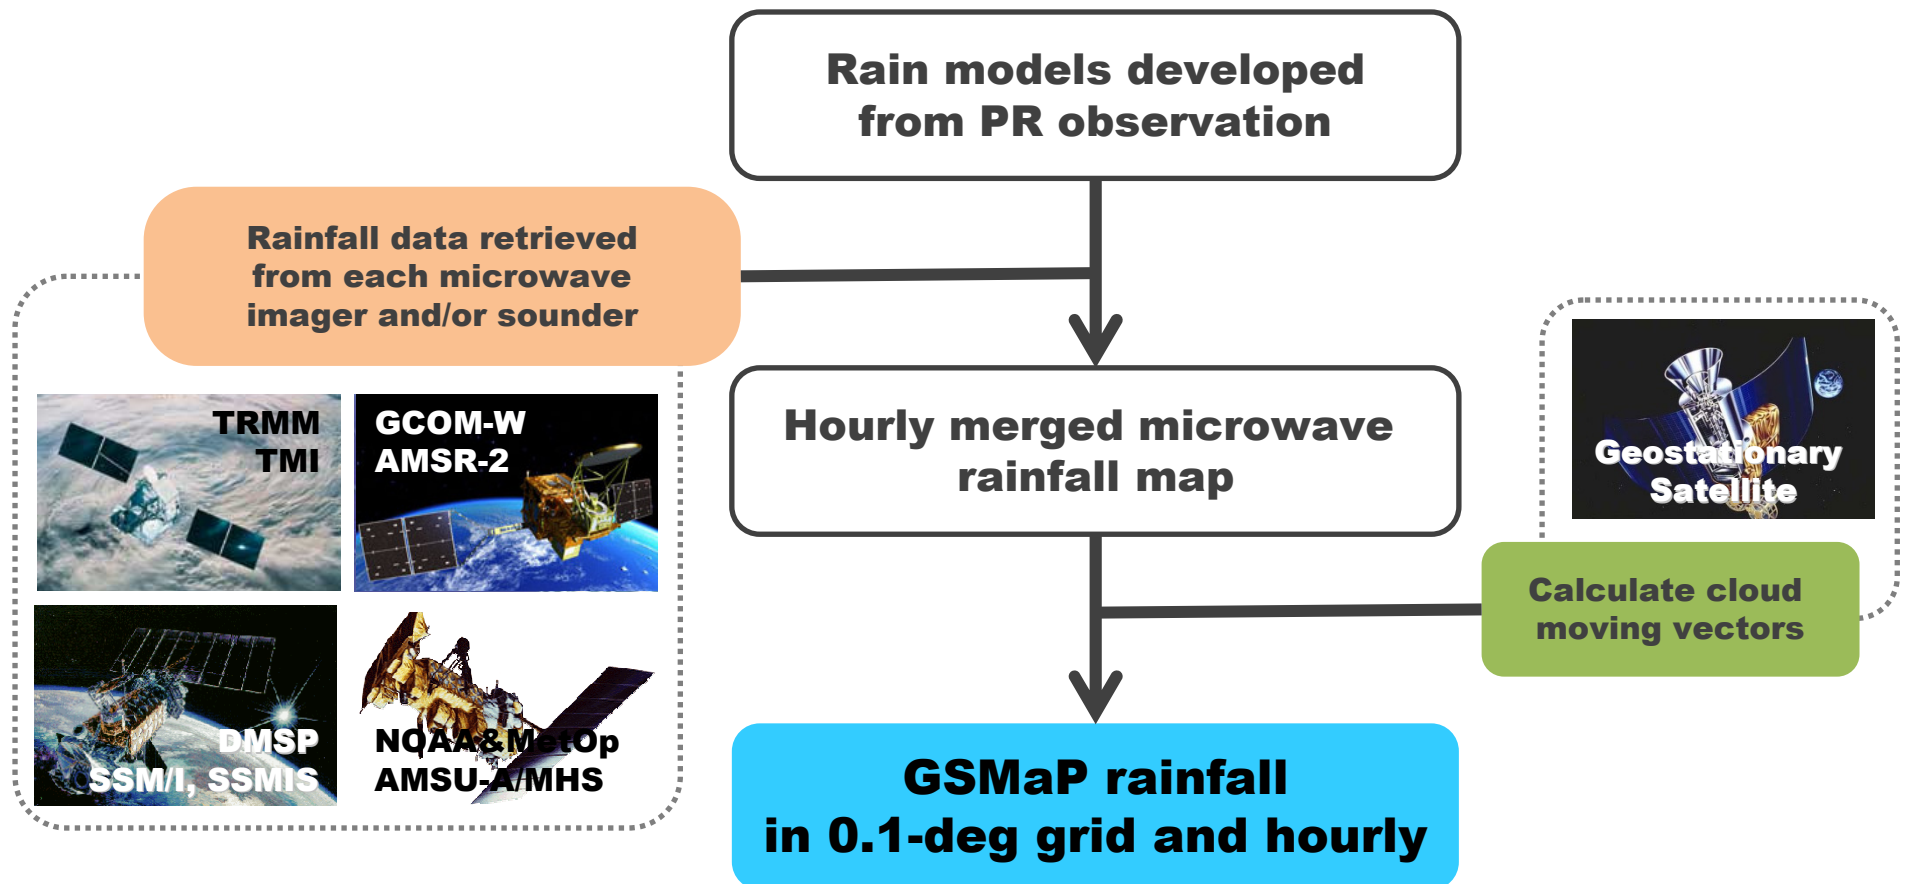 Rain models developed
from PR observation
Rainfall data retrieved
from each microwave
imager and/or sounder
TRMM
TMI
GCOM-W
AMSR-2
DMSP
SSM/I, SSMIS
NOAA&MetOp
AMSU-A/MHS
Hourly merged microwave
rainfall map
Geostationary
Satellite
Calculate cloud
moving vectors
GSMaP rainfall
in 0.1-deg grid and hourly